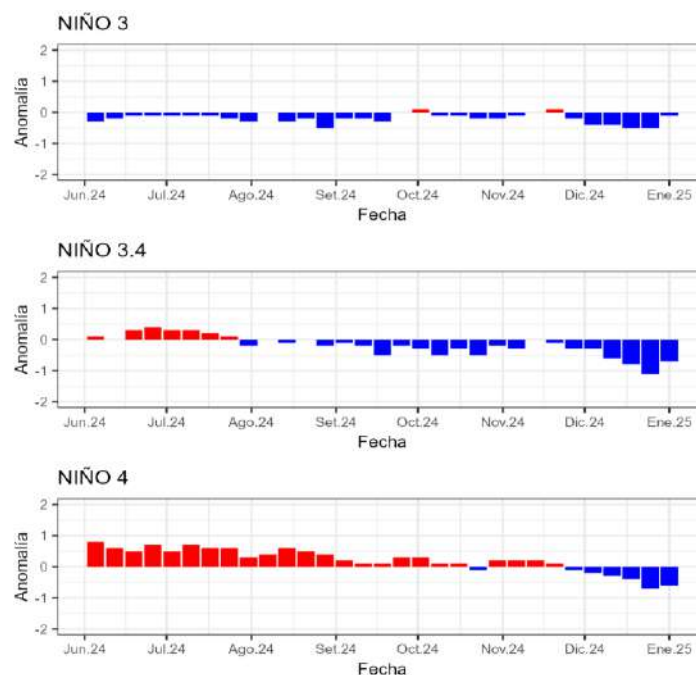 NIÑO 3
2
1
0
-1
-2
Anomalía
Jun.24 Jul.24 Ago.24 Set.24 Oct.24 Nov.24 Dic.24 Ene.25
Fecha
NIÑO 3.4
2
1
0
-1
-2
Anomalía
Jun.24 Jul.24 Ago.24 Set.24 Oct.24 Nov.24 Dic.24 Ene.25
Fecha
NIÑO 4
2
1
0
-1
-2
Anomalía
Jun.24 Jul.24 Ago.24 Set.24 Oct.24 Nov.24 Dic.24 Ene.25
Fecha